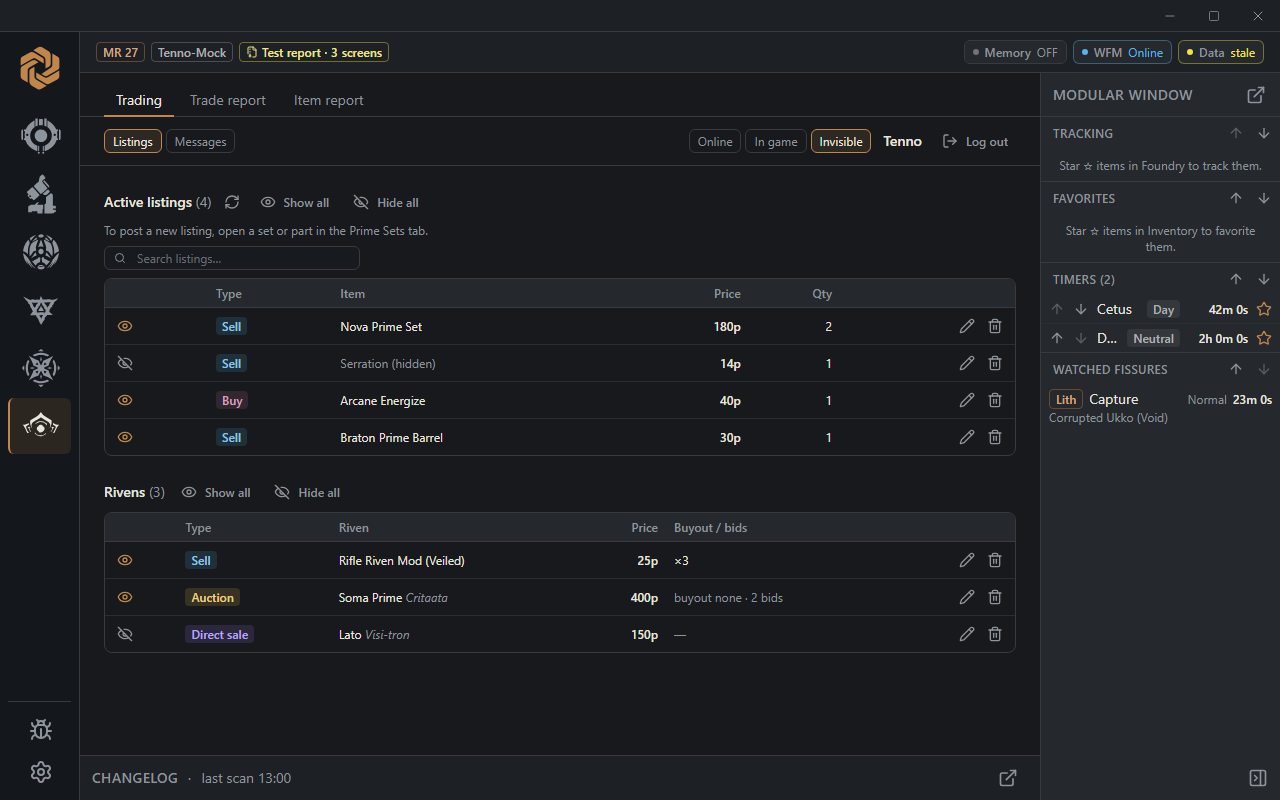 MR 27 Tenno-Mock Test report · 3 screens Memory OFF WFM Online Data stale
Trading Trade report Item report
Listings Messages Online In game Invisible Tenno Log out
Active listings (4) Show all Hide all
To post a new listing, open a set or part in the Prime Sets tab.
Search listings...
Type Item Price Qty
Sell Nova Prime Set 180p 2
Sell Serration (hidden) 14p 1
Buy Arcane Energize 40p 1
Sell Braton Prime Barrel 30p 1
Rivens (3) Show all Hide all
Type Riven Price Buyout / bids
Sell Rifle Riven Mod (Veiled) 25p ×3
Auction Soma Prime Critaata 400p buyout none · 2 bids
Direct sale Lato Visi-tron 150p —
CHANGELOG · last scan 13:00
MODULAR WINDOW
TRACKING
Star ☆ items in Foundry to track them.
FAVORITES
Star ☆ items in Inventory to favorite
them.
TIMERS (2)
Cetus Day 42m 0s
D... Neutral 2h 0m 0s
WATCHED FISSURES
Lith Capture Normal 23m 0s
Corrupted Ukko (Void)